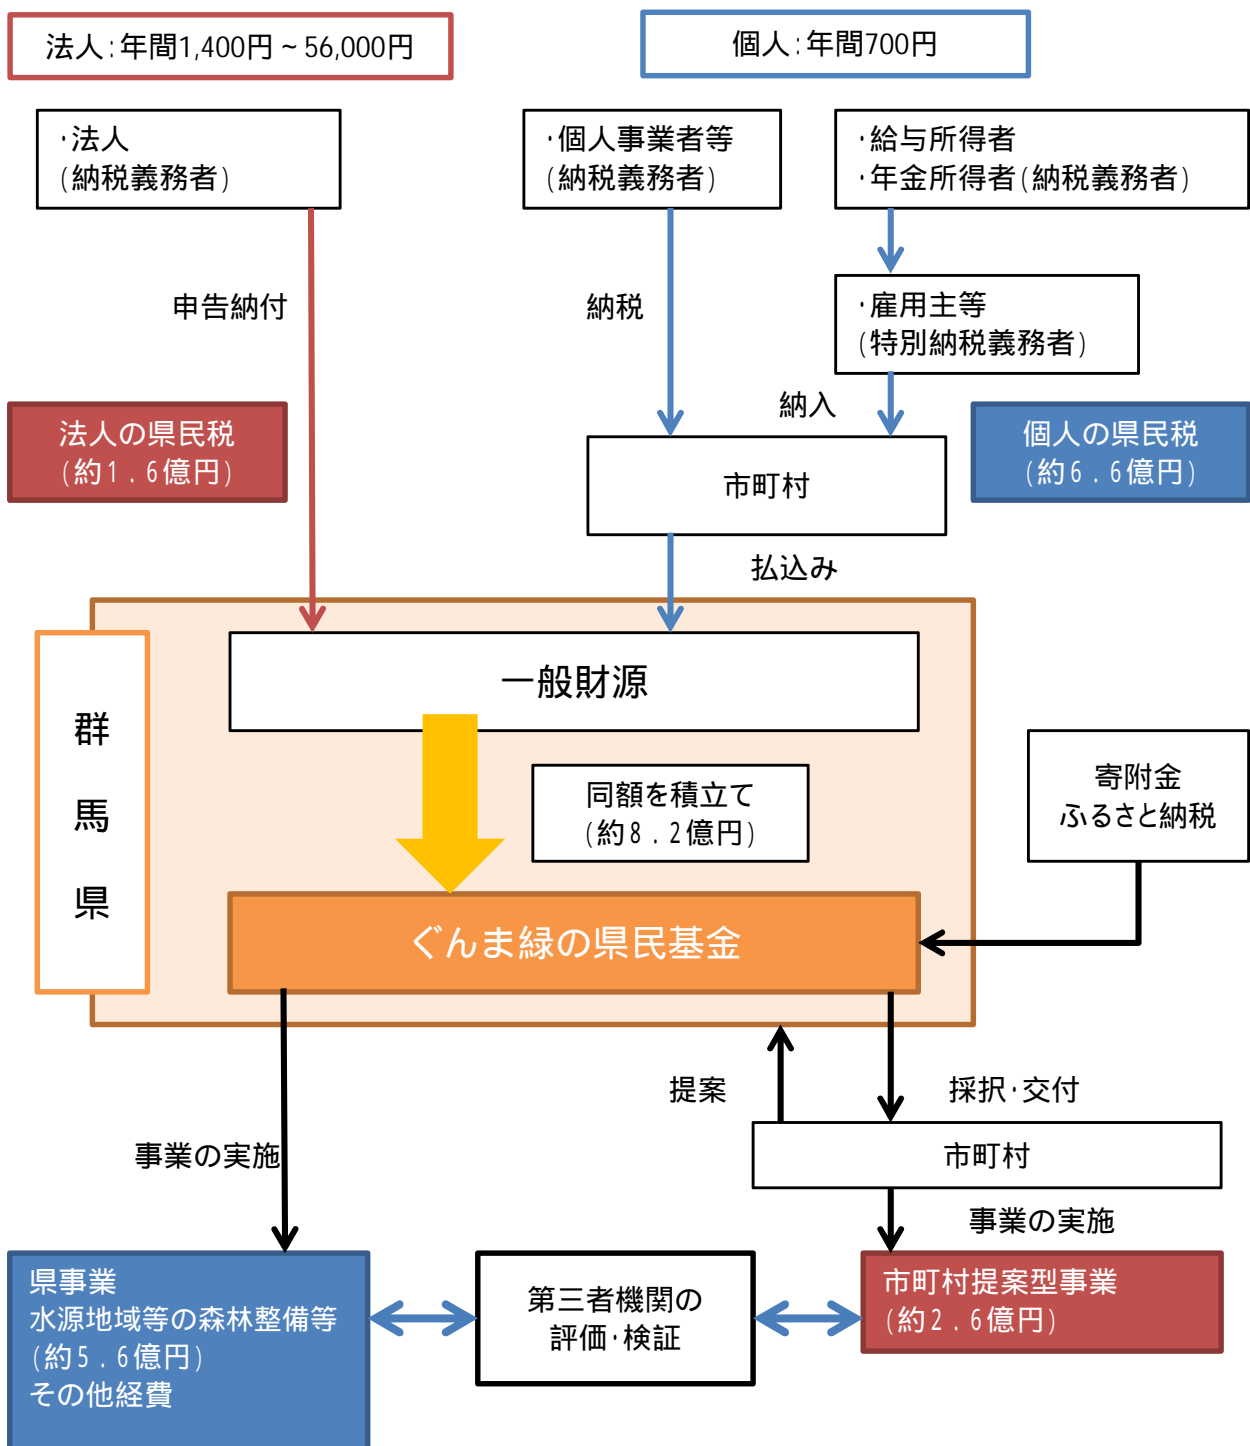 法人：年間1,400円～56,000円
個人：年間700円
・法人
（納税義務者）
・個人事業者等
（納税義務者）
・給与所得者
・年金所得者（納税義務者）
申告納付
納税
・雇用主等
（特別納税義務者）
納入
法人の県民税
（約1．6億円）
個人の県民税
（約6．6億円）
市町村
払込み
群馬県
一般財源
同額を積立て
（約8．2億円）
寄附金
ふるさと納税
ぐんま緑の県民基金
提案
採択・交付
事業の実施
市町村
事業の実施
県事業
水源地域等の森林整備等
（約5．6億円）
その他経費
第三者機関の
評価・検証
市町村提案型事業
（約2．6億円）